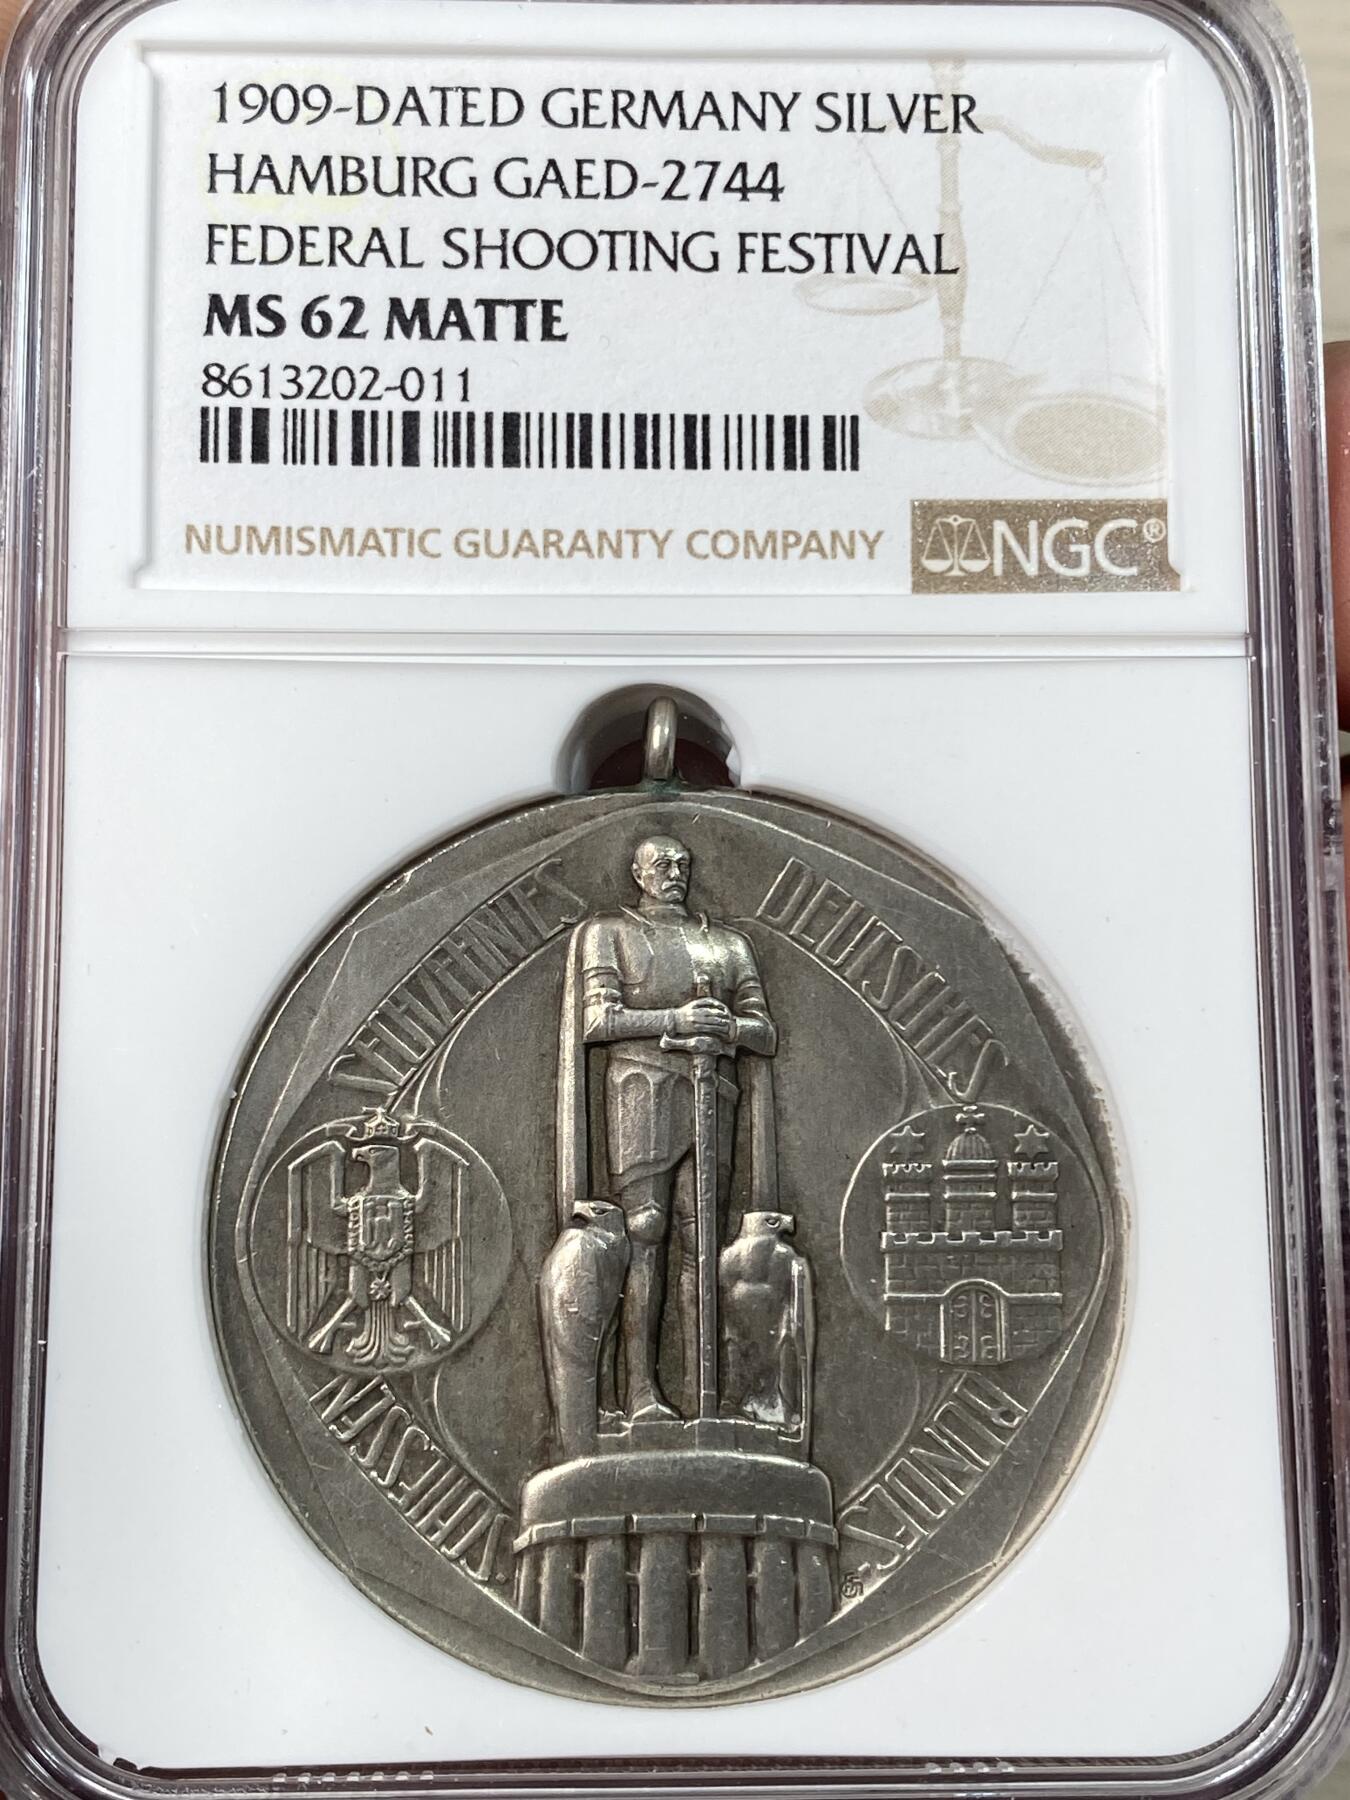 1909-DATED GERMANY SILVER
HAMBURG GAED-2744
FEDERAL SHOOTING FESTIVAL
MS 62 MATTE
8613202-011
NUMISMATIC GUARANTY COMPANY
NGC®
SECHZEHNTES
DEUTSCHES
BUNDES-
SCHIESSEN